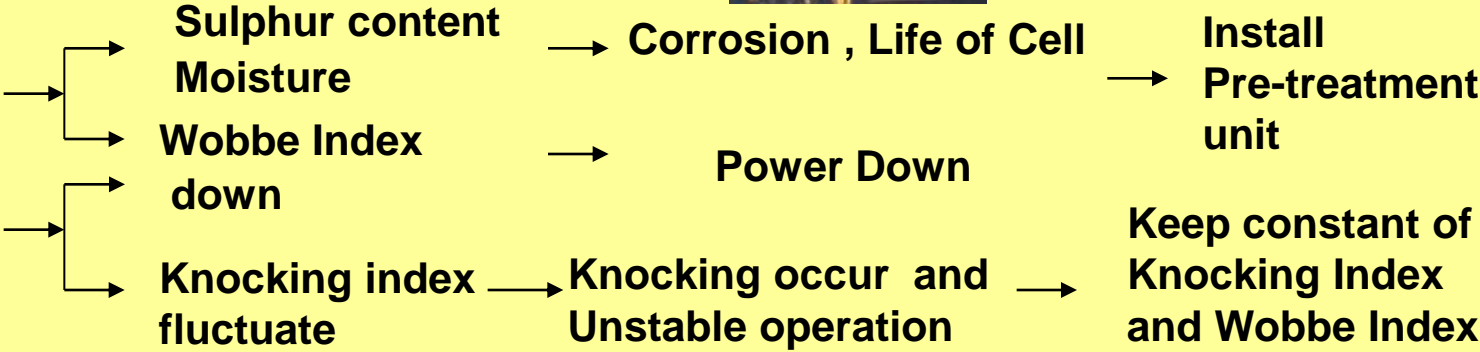 Sulphur content
Moisture
Corrosion , Life of Cell
Install
Pre-treatment
unit
Wobbe Index
down
Power Down
Knocking index
fluctuate
Knocking occur and
Unstable operation
Keep constant of
Knocking Index
and Wobbe Index